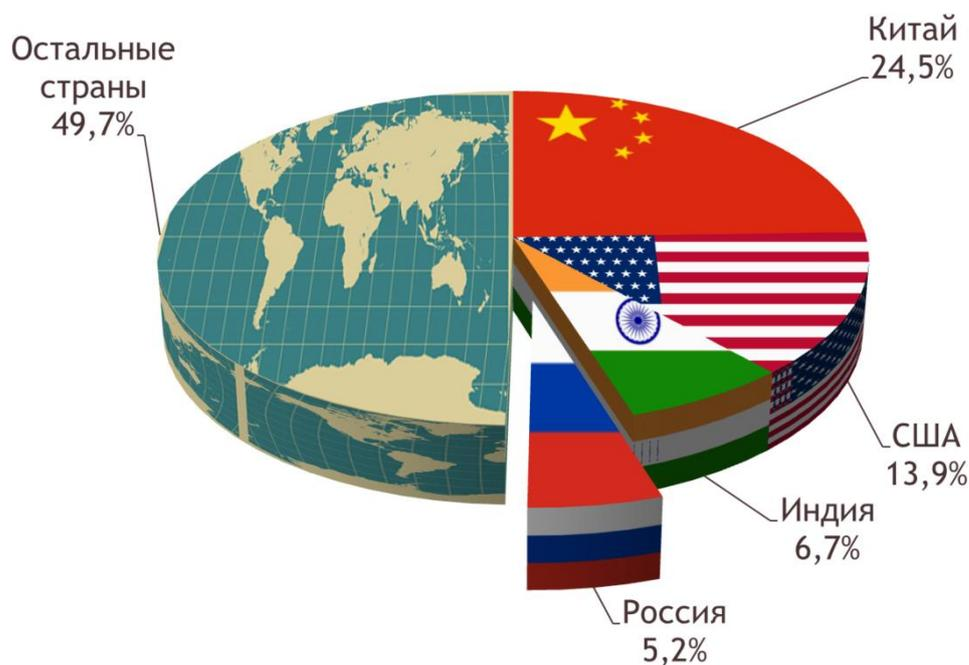 Остальные
страны
49,7%
Китай
24,5%
США
13,9%
Индия
6,7%
Россия
5,2%